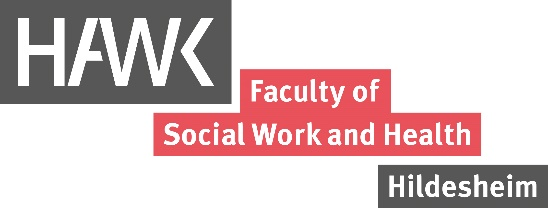 HAWK
Faculty of
Social Work and Health
Hildesheim